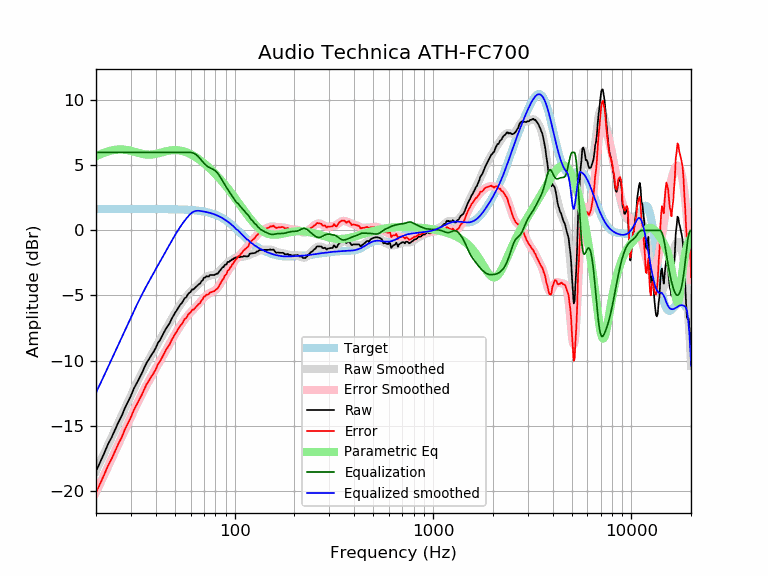 Audio Technica ATH-FC700
Amplitude (dBr)
10
5
0
−5
−10
−15
−20
Target
Raw Smoothed
Error Smoothed
Raw
Error
Parametric Eq
Equalization
Equalized smoothed
100 1000 10000
Frequency (Hz)